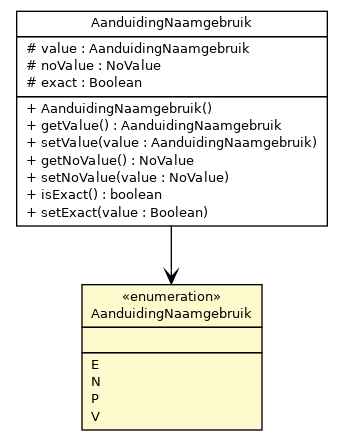 AanduidingNaamgebruik
# value : AanduidingNaamgebruik
# noValue : NoValue
# exact : Boolean
+ AanduidingNaamgebruik()
+ getValue() : AanduidingNaamgebruik
+ setValue(value : AanduidingNaamgebruik)
+ getNoValue() : NoValue
+ setNoValue(value : NoValue)
+ isExact() : boolean
+ setExact(value : Boolean)
«enumeration»
AanduidingNaamgebruik
E
N
P
V